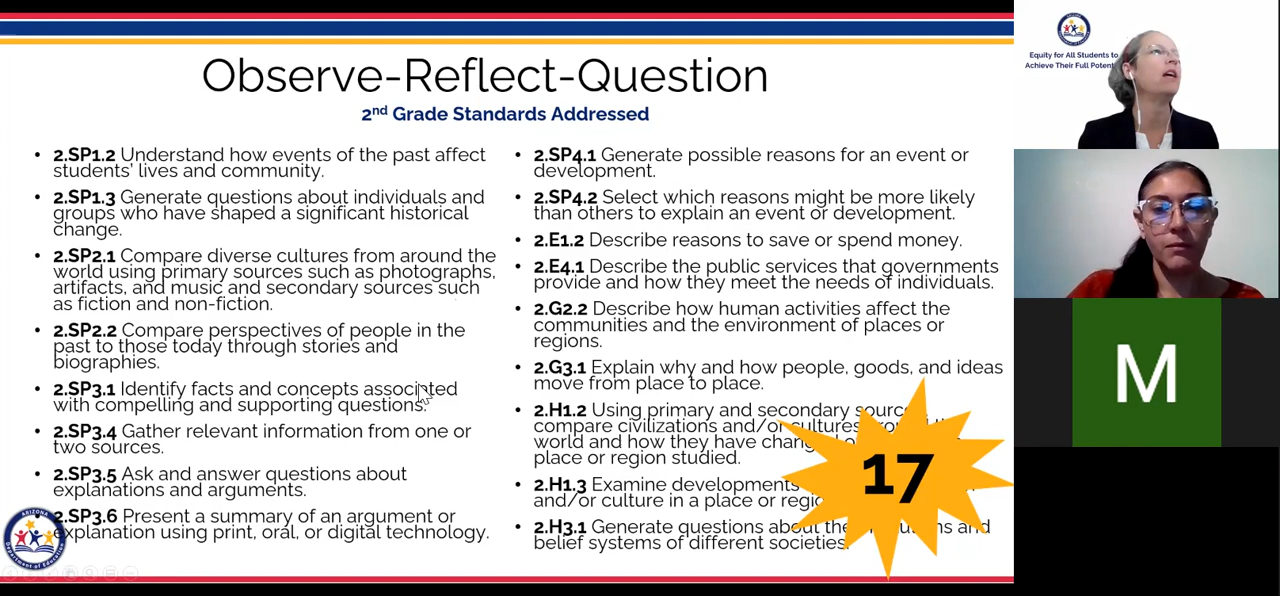 Observe-Reflect-Question
2nd Grade Standards Addressed
• 2.SP1.2 Understand how events of the past affect
students' lives and community.
• 2.SP1.3 Generate questions about individuals and
groups who have shaped a significant historical
change.
• 2.SP2.1 Compare diverse cultures from around the
world using primary sources such as photographs,
artifacts, and music and secondary sources such
as fiction and non-fiction.
• 2.SP2.2 Compare perspectives of people in the
past to those today through stories and
biographies.
• 2.SP3.1 Identify facts and concepts associated
with compelling and supporting questions.
• 2.SP3.4 Gather relevant information from one or
two sources.
• 2.SP3.5 Ask and answer questions about
explanations and arguments.
2.SP3.6 Present a summary of an argument or
explanation using print, oral, or digital technology.
• 2.SP4.1 Generate possible reasons for an event or
development.
• 2.SP4.2 Select which reasons might be more likely
than others to explain an event or development.
• 2.E1.2 Describe reasons to save or spend money.
• 2.E4.1 Describe the public services that governments
provide and how they meet the needs of individuals.
• 2.G2.2 Describe how human activities affect the
communities and the environment of places or
regions.
• 2.G3.1 Explain why and how people, goods, and ideas
move from place to place.
• 2.H1.2 Using primary and secondary
compare civilizations and/or cultures
world and how they have
place or region studied.
• 2.H1.3 Examine developments
and/or culture in a place or
• 2.H3.1 Generate questions about and
belief systems of different societies.
17
ARIZONA
Department of Education
Equity for All Students to
Achieve Their Full
M